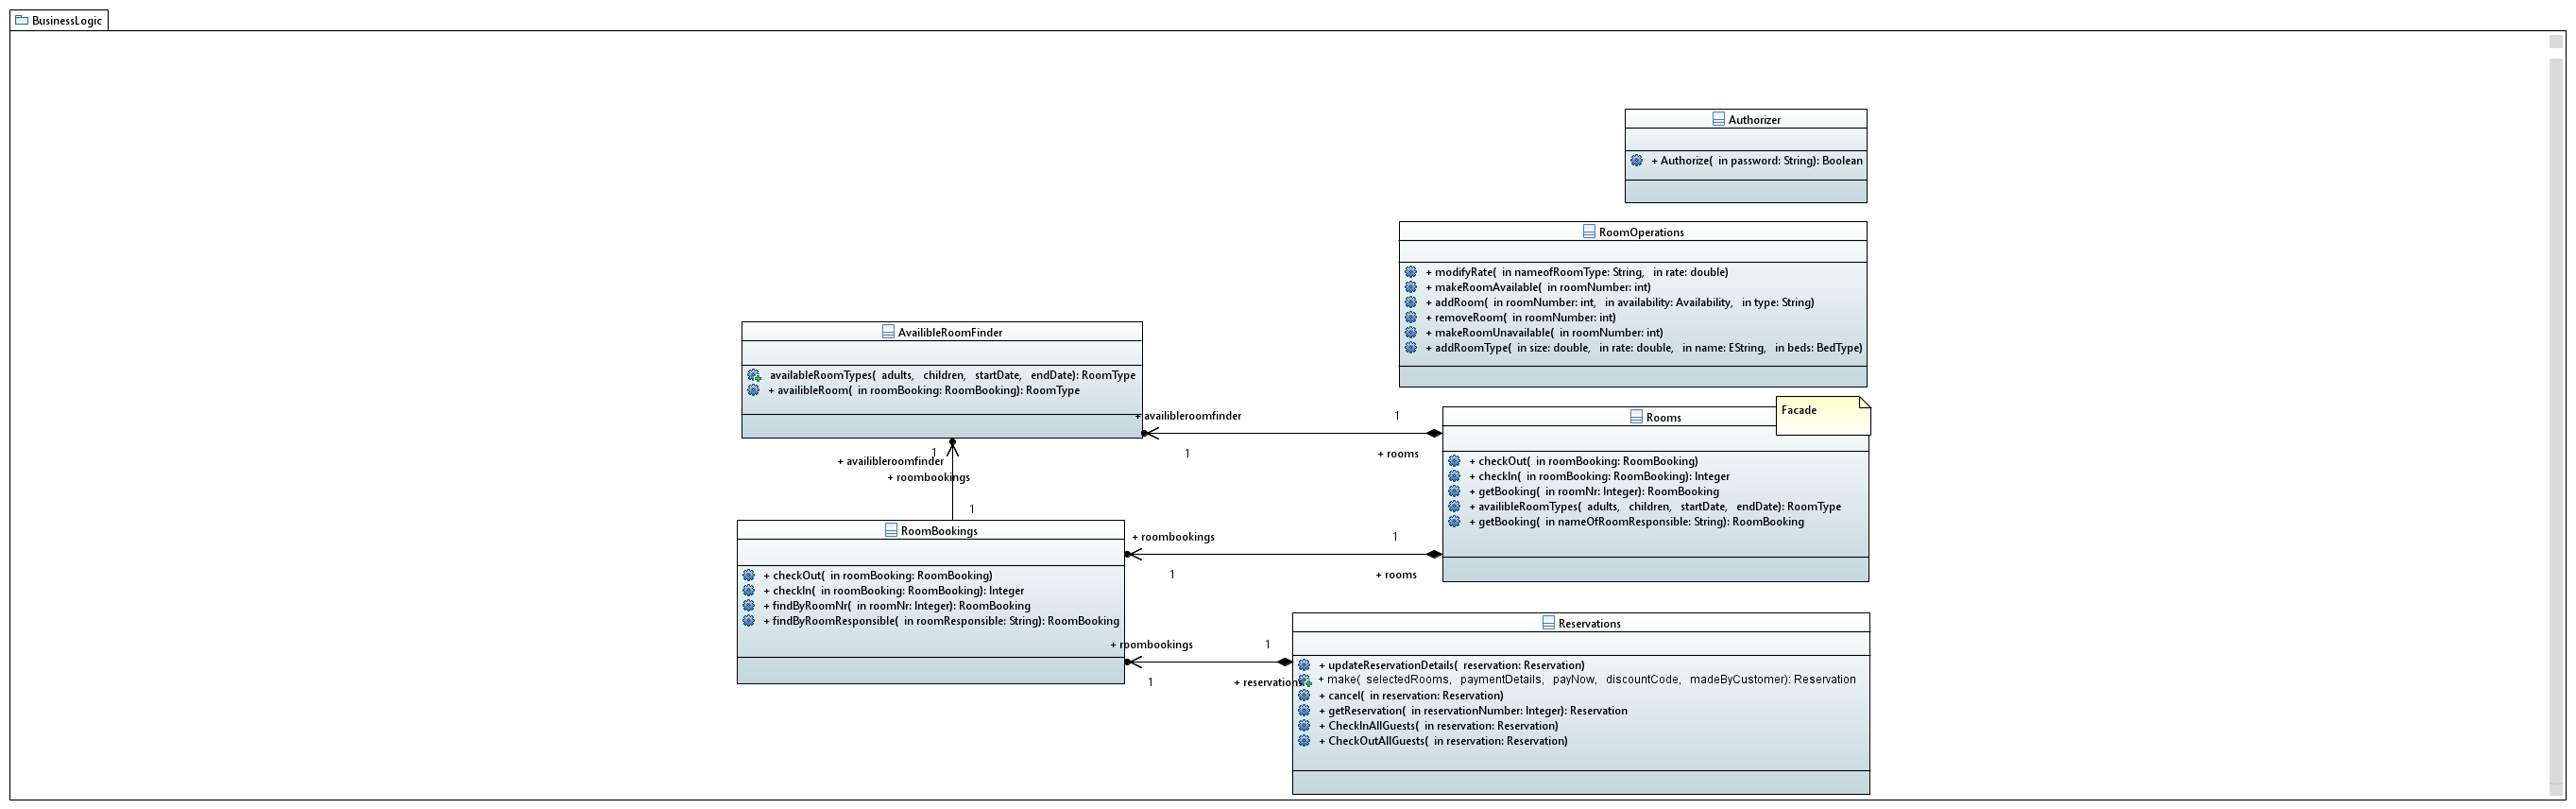 BusinessLogic
Authorizer
+ Authorize( in password: String): Boolean
RoomOperations
+ modifyRate( in nameofRoomType: String, in rate: double)
+ makeRoomAvailable( in roomNumber: int)
+ addRoom( in roomNumber: int, in availability: Availability, in type: String)
+ removeRoom( in roomNumber: int)
+ makeRoomUnavailable( in roomNumber: int)
+ addRoomType( in size: double, in rate: double, in name: EString, in beds: BedType)
AvailibleRoomFinder
availableRoomTypes( adults, children, startDate, endDate): RoomType
+ availibleRoom( in roomBooking: RoomBooking): RoomType
+ availibleroomfinder
1
1
+ rooms
Facade
Rooms
+ checkOut( in roomBooking: RoomBooking)
+ checkIn( in roomBooking: RoomBooking): Integer
+ getBooking( in roomNr: Integer): RoomBooking
+ availibleRoomTypes( adults, children, startDate, endDate): RoomType
+ getBooking( in nameOfRoomResponsible: String): RoomBooking
1
+ availibleroomfinder
+ roombookings
1
RoomBookings
+ checkOut( in roomBooking: RoomBooking)
+ checkIn( in roomBooking: RoomBooking): Integer
+ findByRoomNr( in roomNr: Integer): RoomBooking
+ findByRoomResponsible( in roomResponsible: String): RoomBooking
+ roombookings
1
1
+ rooms
+ roombookings
1
1
+ reservations
Reservations
+ updateReservationDetails( reservation: Reservation)
+ make( selectedRooms, paymentDetails, payNow, discountCode, madeByCustomer): Reservation
+ cancel( in reservation: Reservation)
+ getReservation( in reservationNumber: Integer): Reservation
+ CheckInAllGuests( in reservation: Reservation)
+ CheckOutAllGuests( in reservation: Reservation)